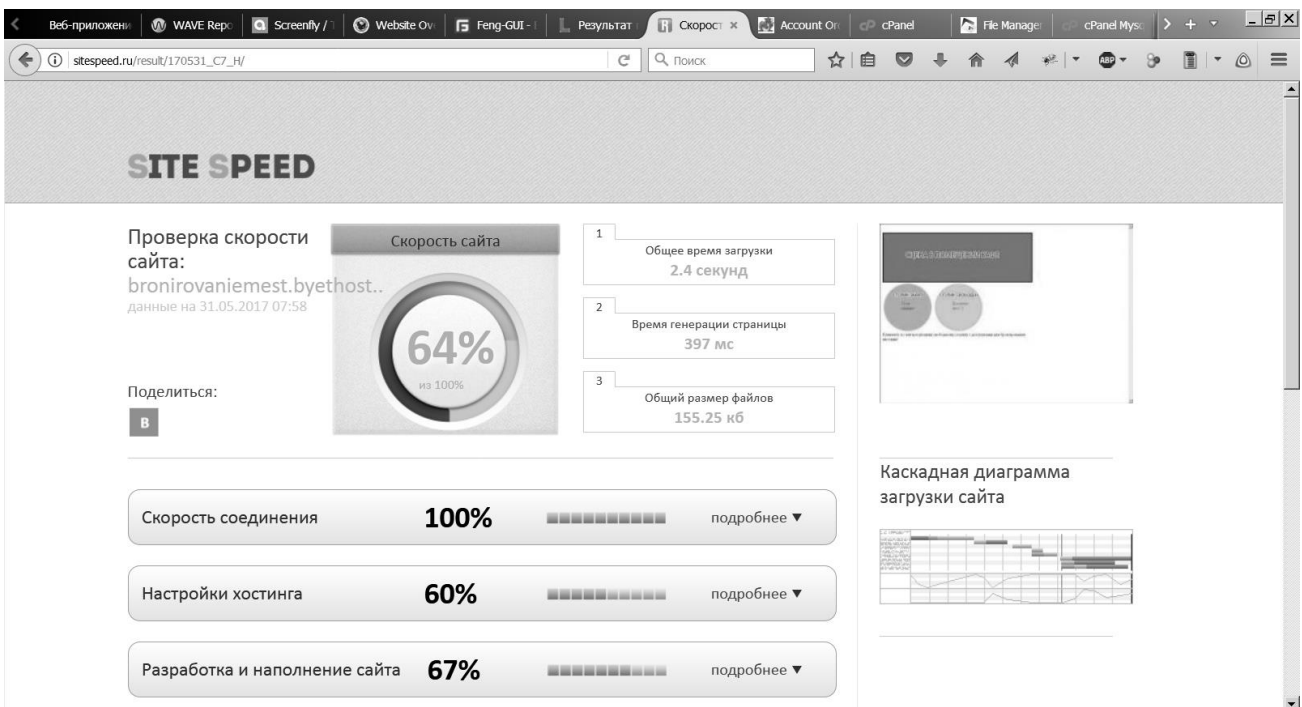 Веб-приложени
WAVE Repo
Screenfly / T
Website Ov
Feng-GUI -
Результат
Скорост
Account On
cPanel
File Manager
cPanel Mysq
sitespeed.ru/result/170531_C7_H/
Поиск
ABP
SITE SPEED
Проверка скорости
сайта:
bronirovaniemest.byethost..
данные на 31.05.2017 07:58
Поделиться:
В
Скорость сайта
64%
из 100%
1
Общее время загрузки
2.4 секунд
2
Время генерации страницы
397 мс
3
Общий размер файлов
155.25 кб
Каскадная диаграмма
загрузки сайта
Скорость соединения 100% подробнее ▼
Настройки хостинга 60% подробнее ▼
Разработка и наполнение сайта 67% подробнее ▼